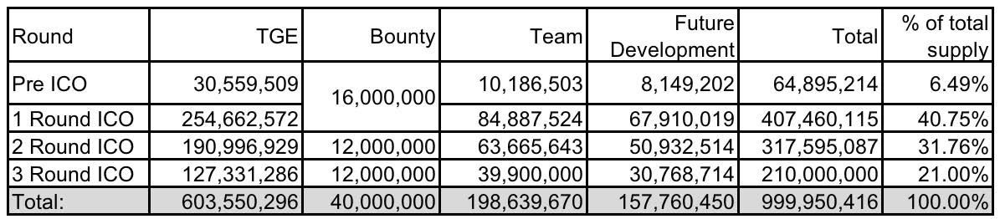 Round TGE Bounty Team Future Development Total % of total supply
Pre ICO 30,559,509 16,000,000 10,186,503 8,149,202 64,895,214 6.49%
1 Round ICO 254,662,572 84,887,524 67,910,019 407,460,115 40.75%
2 Round ICO 190,996,929 12,000,000 63,665,643 50,932,514 317,595,087 31.76%
3 Round ICO 127,331,286 12,000,000 39,900,000 30,768,714 210,000,000 21.00%
Total: 603,550,296 40,000,000 198,639,670 157,760,450 999,950,416 100.00%